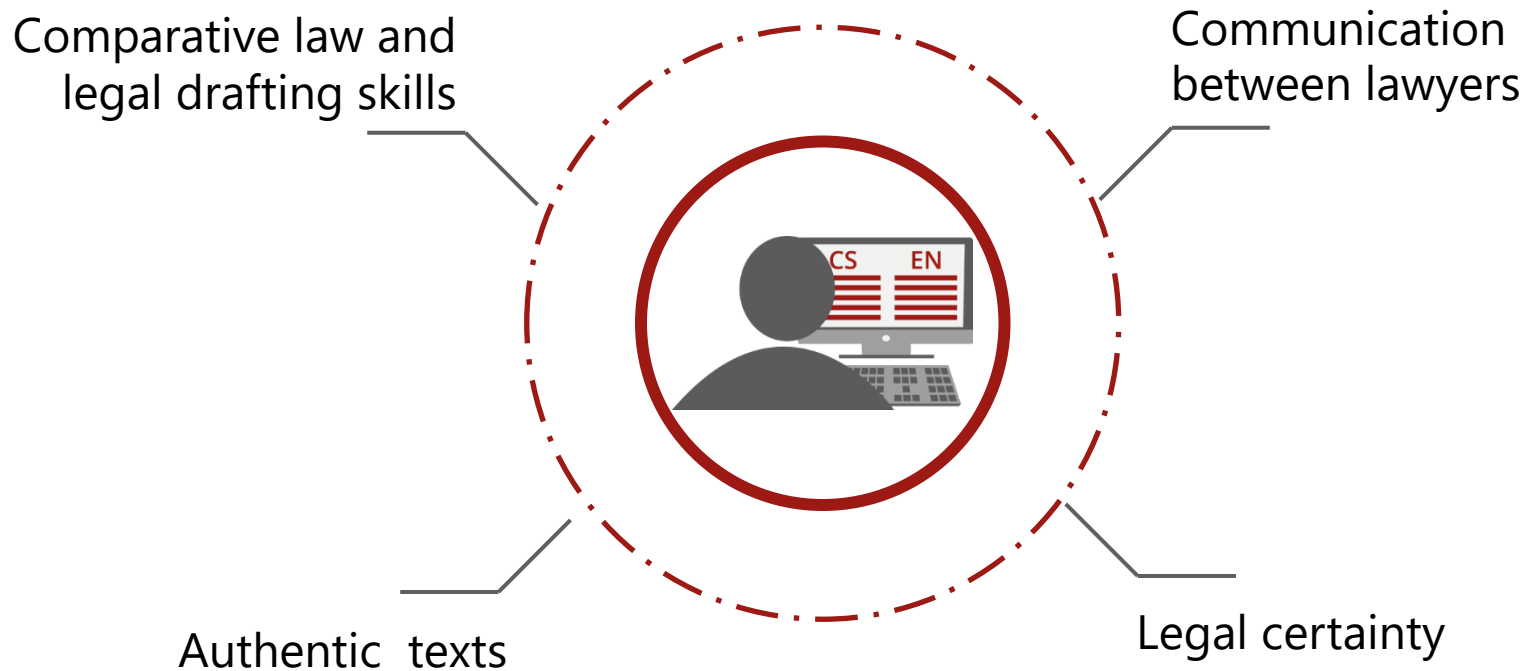 Comparative law and
legal drafting skills
Communication
between lawyers
CS EN
Authentic texts
Legal certainty